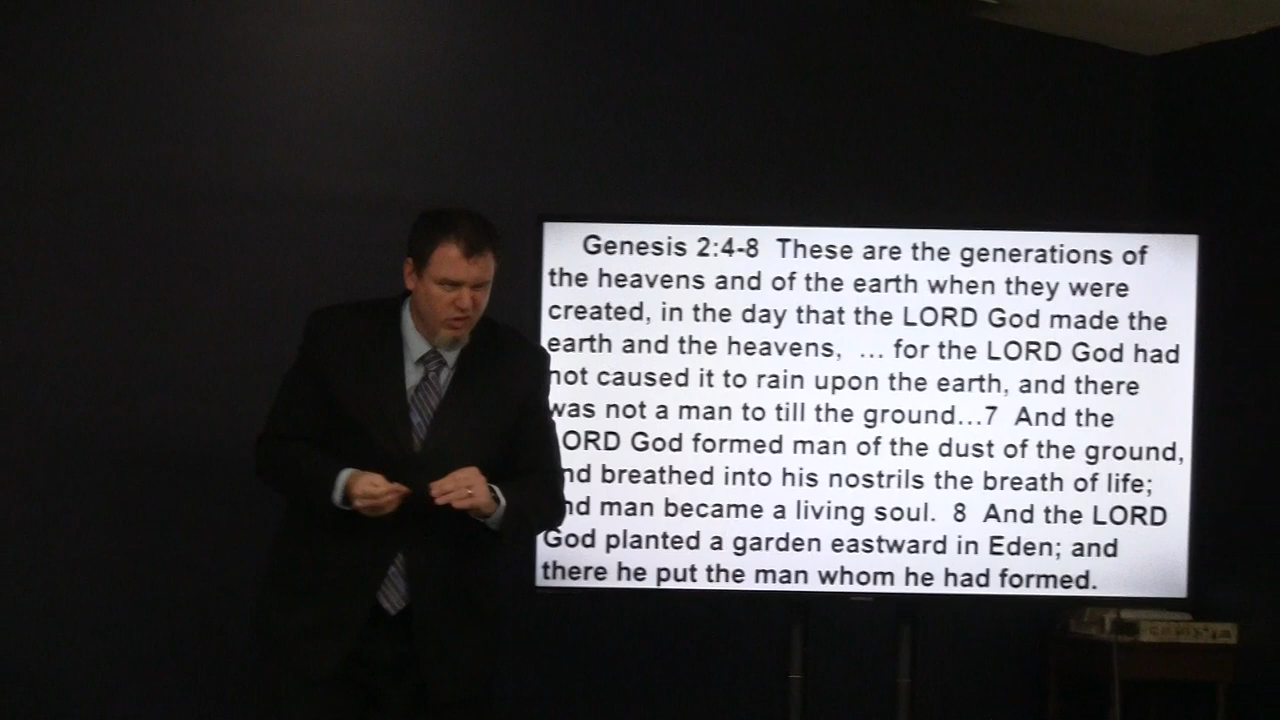 Genesis 2:4-8 These are the generations of
the heavens and of the earth when they were
created, in the day that the LORD God made the
earth and the heavens, ... for the LORD God had
not caused it to rain upon the earth, and there
was not a man to till the ground...7 And the
LORD God formed man of the dust of the ground,
and breathed into his nostrils the breath of life;
and man became a living soul. 8 And the LORD
God planted a garden eastward in Eden; and
there he put the man whom he had formed.